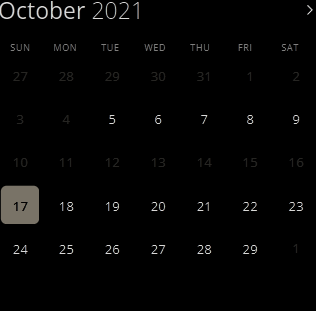 October 2021
SUN MON TUE WED THU FRI SAT
27 28 29 30 31 1 2
3 4 5 6 7 8 9
10 11 12 13 14 15 16
17 18 19 20 21 22 23
24 25 26 27 28 29 1